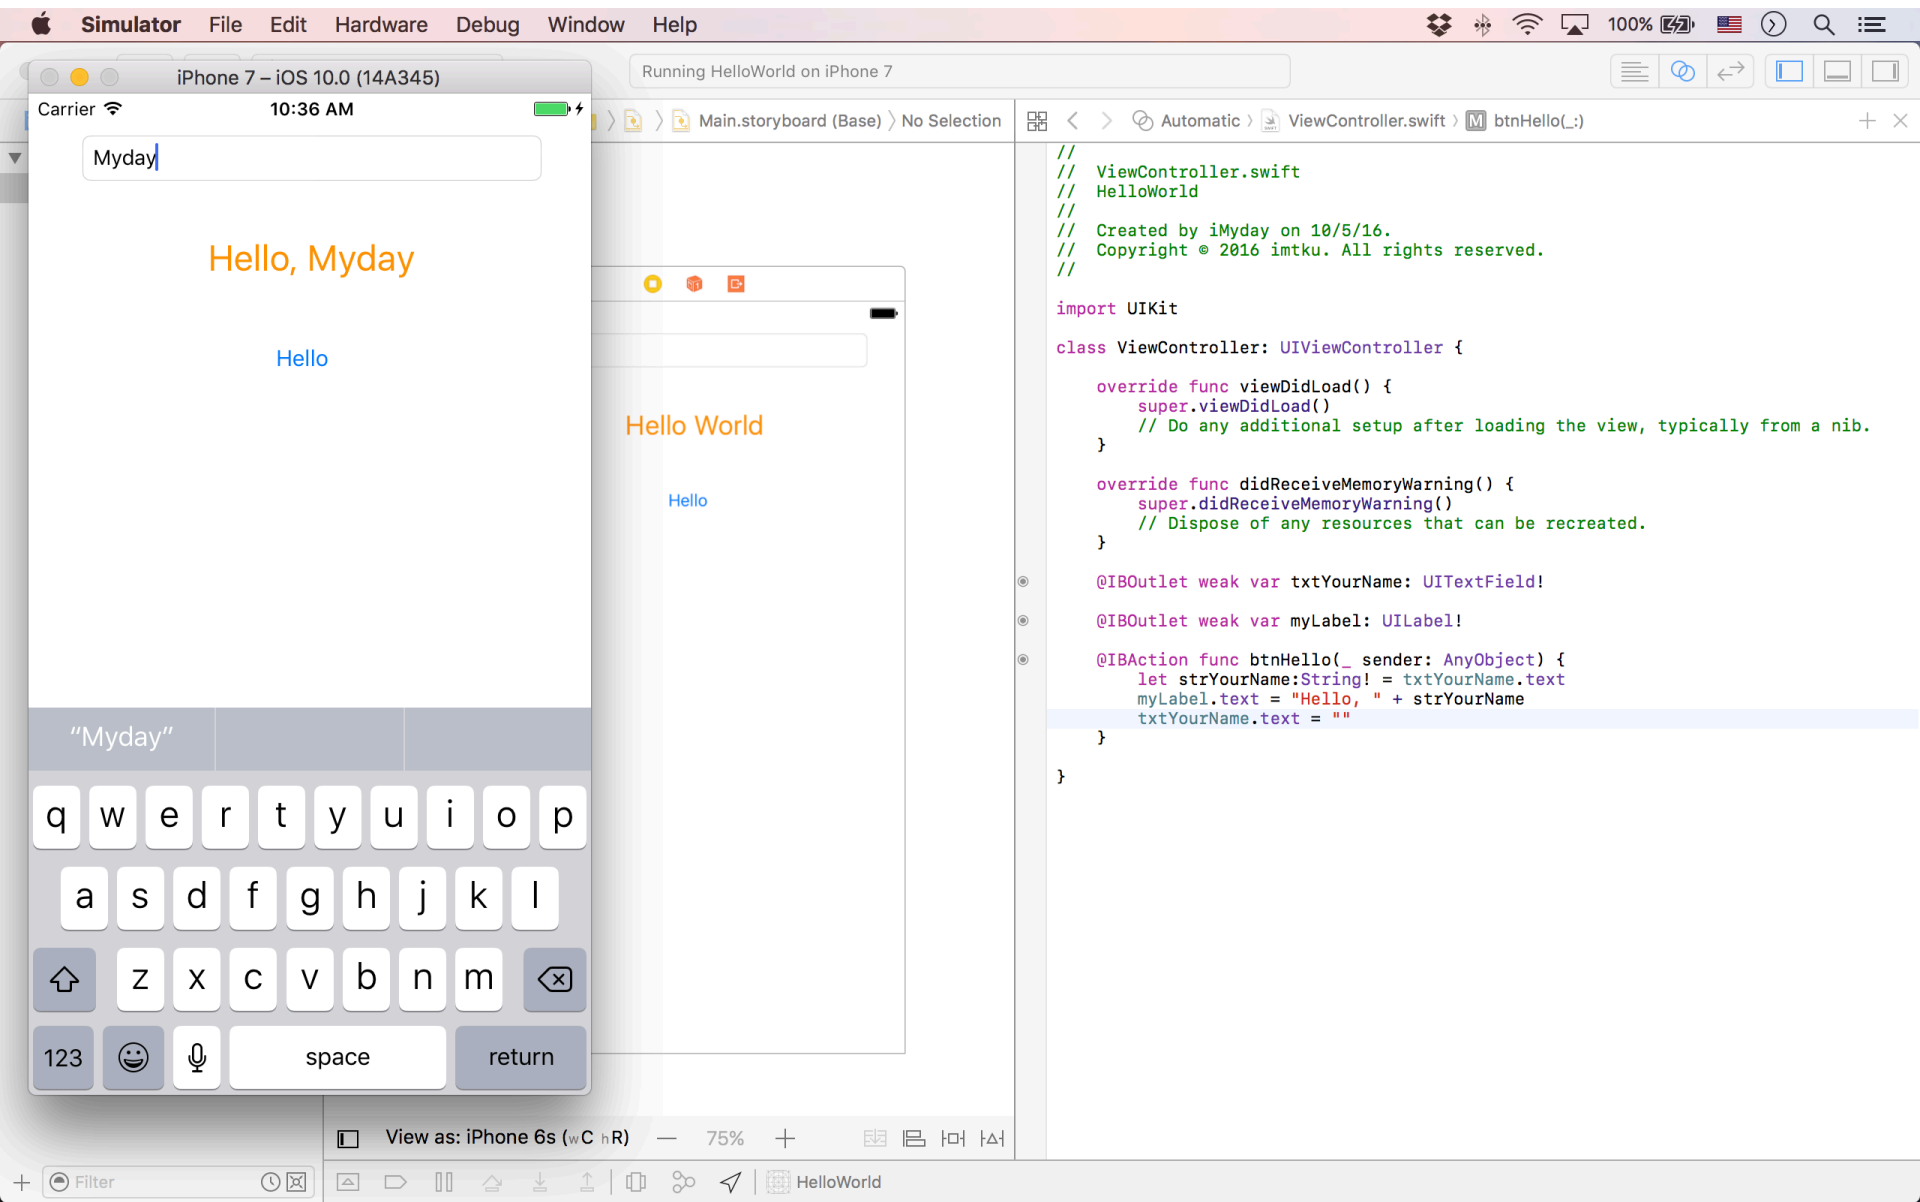 Simulator File Edit Hardware Debug Window Help 100%
iPhone 7 – iOS 10.0 (14A345)
Running HelloWorld on iPhone 7
Carrier 10:36 AM
Main.storyboard (Base) No Selection
Automatic ViewController.swift M btnHello(_:)
Myday
Hello, Myday
Hello
“Myday”
q w e r t y u i o p
a s d f g h j k l
z x c v b n m
123 space return
Hello World
Hello
//
// ViewController.swift
// HelloWorld
//
// Created by iMyday on 10/5/16.
// Copyright © 2016 imtku. All rights reserved.
//
import UIKit
class ViewController: UIViewController {
override func viewDidLoad() {
super.viewDidLoad()
// Do any additional setup after loading the view, typically from a nib.
}
override func didReceiveMemoryWarning() {
super.didReceiveMemoryWarning()
// Dispose of any resources that can be recreated.
}
@IBOutlet weak var txtYourName: UITextField!
@IBOutlet weak var myLabel: UILabel!
@IBAction func btnHello(_ sender: AnyObject) {
let strYourName:String! = txtYourName.text
myLabel.text = "Hello, " + strYourName
txtYourName.text = ""
}
}
View as: iPhone 6s (wC hR) — 75% +
Filter
HelloWorld